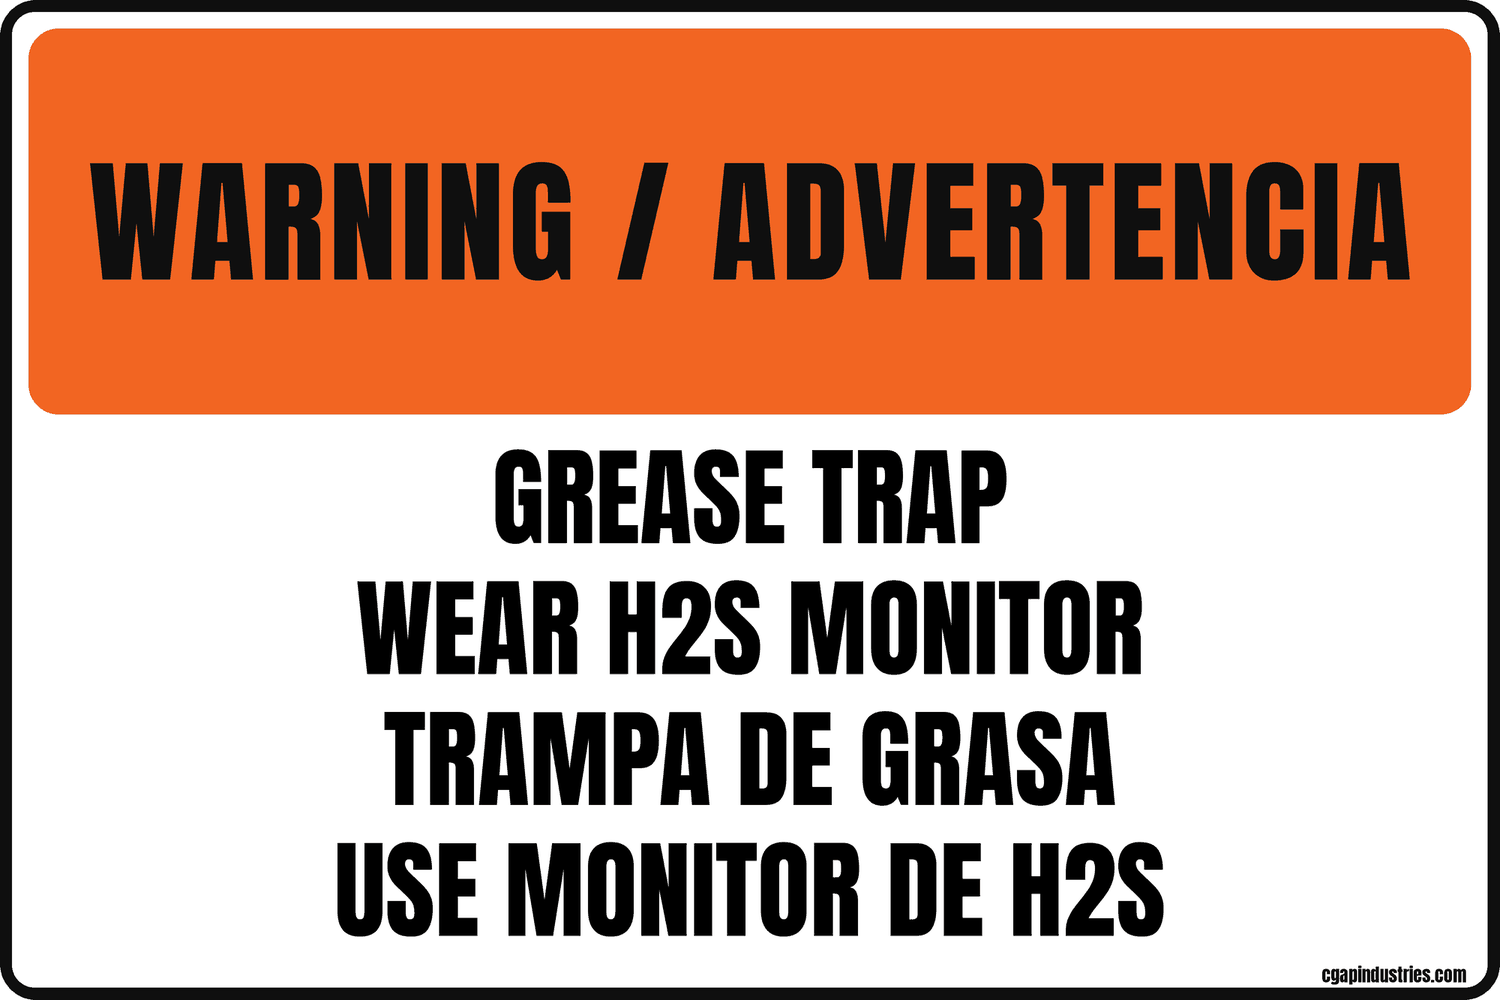 WARNING / ADVERTENCIA
GREASE TRAP
WEAR H2S MONITOR
TRAMPA DE GRASA
USE MONITOR DE H2S
cgapindustries.com